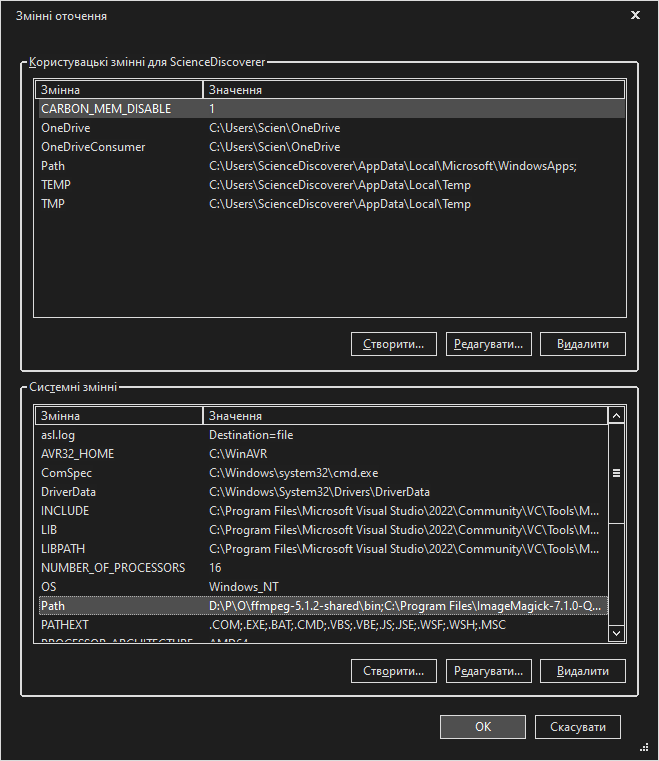 Змінні оточення
Користувацькі змінні для ScienceDiscoverer
Змінна Значення
CARBON_MEM_DISABLE 1
OneDrive C:\Users\Scien\OneDrive
OneDriveConsumer C:\Users\Scien\OneDrive
Path C:\Users\ScienceDiscoverer\AppData\Local\Microsoft\WindowsApps;
TEMP C:\Users\ScienceDiscoverer\AppData\Local\Temp
TMP C:\Users\ScienceDiscoverer\AppData\Local\Temp
Створити... Редагувати... Видалити
Системні змінні
Змінна Значення
asl.log Destination=file
AVR32_HOME C:\WinAVR
ComSpec C:\Windows\system32\cmd.exe
DriverData C:\Windows\System32\Drivers\DriverData
INCLUDE C:\Program Files\Microsoft Visual Studio\2022\Community\VC\Tools\M...
LIB C:\Program Files\Microsoft Visual Studio\2022\Community\VC\Tools\M...
LIBPATH C:\Program Files\Microsoft Visual Studio\2022\Community\VC\Tools\M...
NUMBER_OF_PROCESSORS 16
OS Windows_NT
Path D:\P\O\ffmpeg-5.1.2-shared\bin;C:\Program Files\ImageMagick-7.1.0-Q...
PATHEXT .COM;.EXE;.BAT;.CMD;.VBS;.VBE;.JS;.JSE;.WSF;.WSH;.MSC
PROCESSOR_ARCHITECTURE AMD64
Створити... Редагувати... Видалити
OK Скасувати